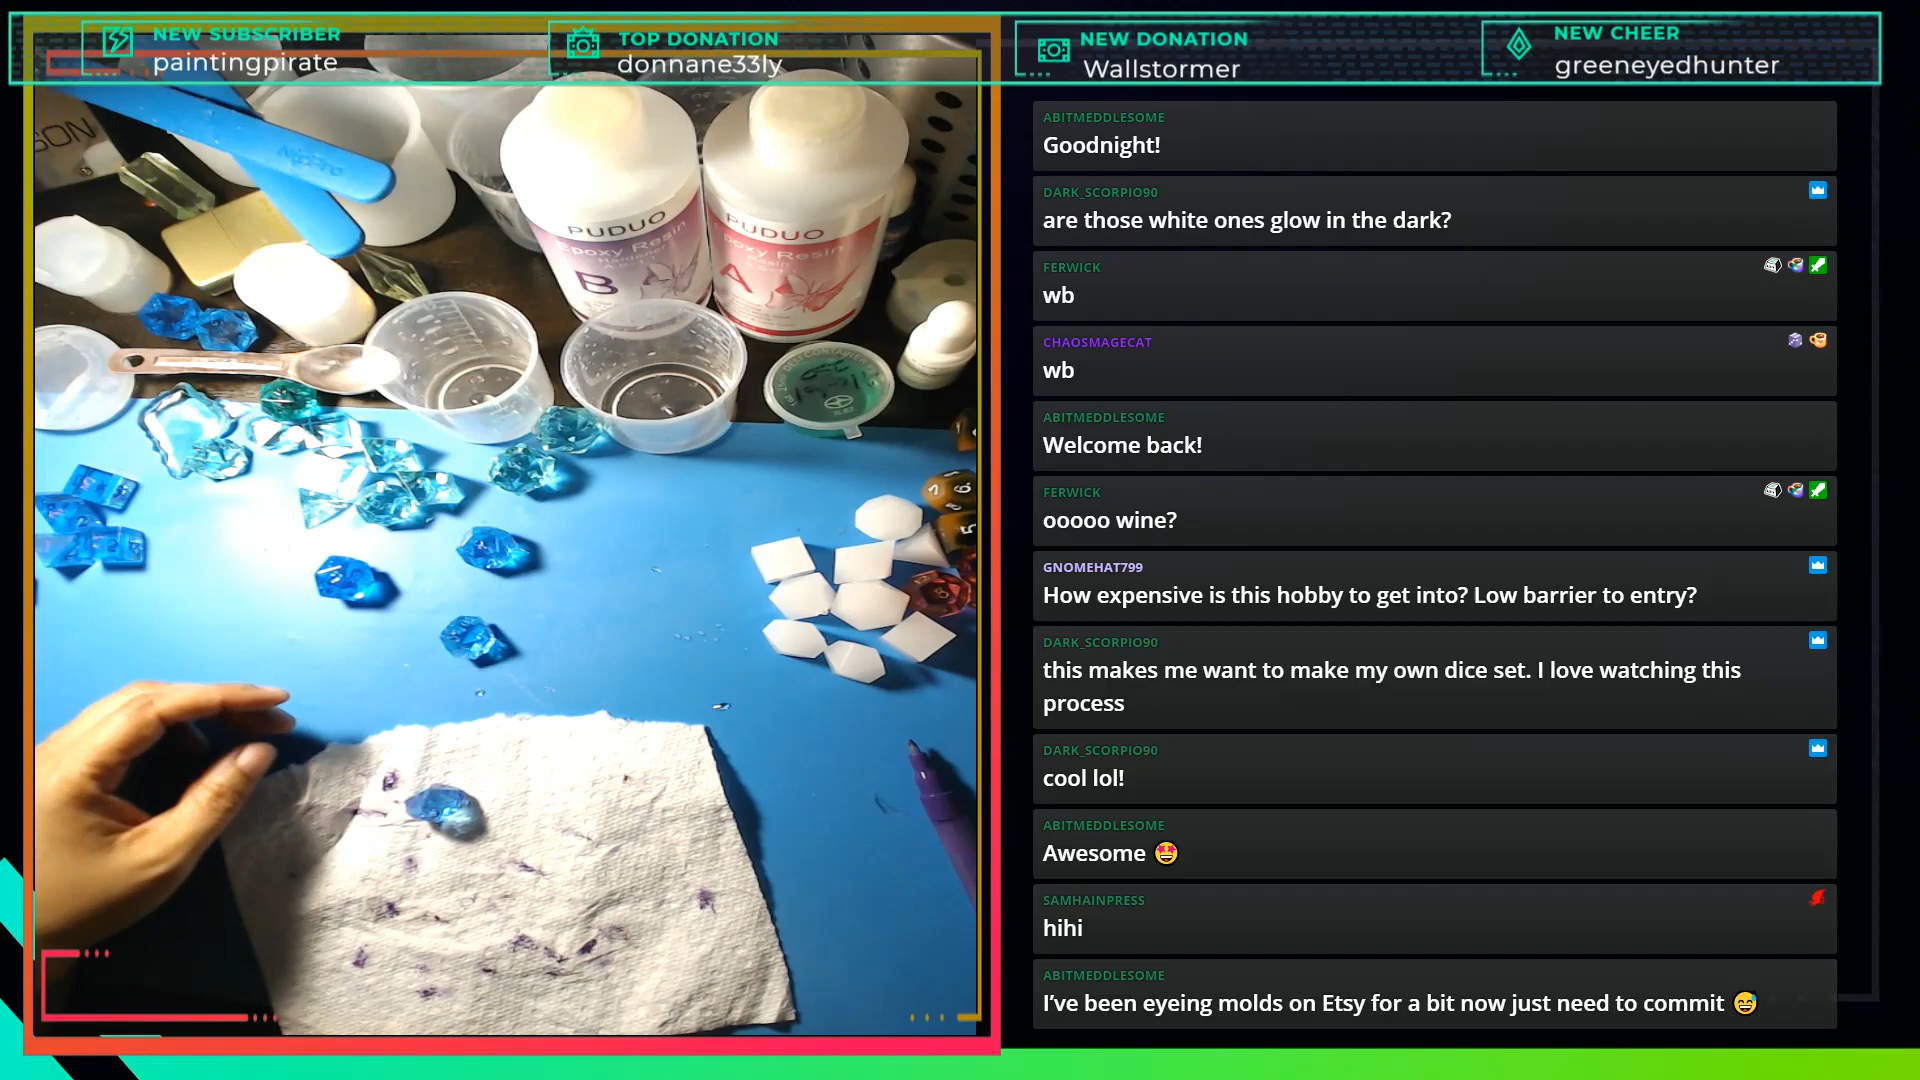 NEW SUBSCRIBER
paintingpirate
TOP DONATION
donnane33ly
NEW DONATION
Wallstormer
NEW CHEER
greeneyedhunter
SON
PUDUO
Epoxy Resin
Hardener
B
PUDUO
Epoxy Resin
Resin
A
ABITMEDDLESOME
Goodnight!
DARK_SCORPIO90
are those white ones glow in the dark?
FERWICK
wb
CHAOSMAGECAT
wb
ABITMEDDLESOME
Welcome back!
FERWICK
ooooo wine?
GNOMEHAT799
How expensive is this hobby to get into? Low barrier to entry?
DARK_SCORPIO90
this makes me want to make my own dice set. I love watching this
process
DARK_SCORPIO90
cool lol!
ABITMEDDLESOME
Awesome 🤩
SAMHAINPRESS
hihi
ABITMEDDLESOME
I’ve been eyeing molds on Etsy for a bit now just need to commit 😅